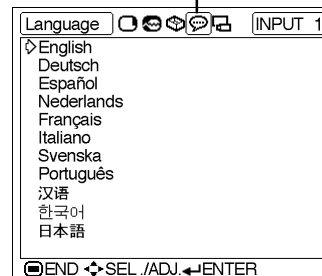 Language INPUT 1
English
Deutsch
Español
Nederlands
Français
Italiano
Svenska
Português
汉语
한국어
日本語
END SEL ./ADJ. ENTER